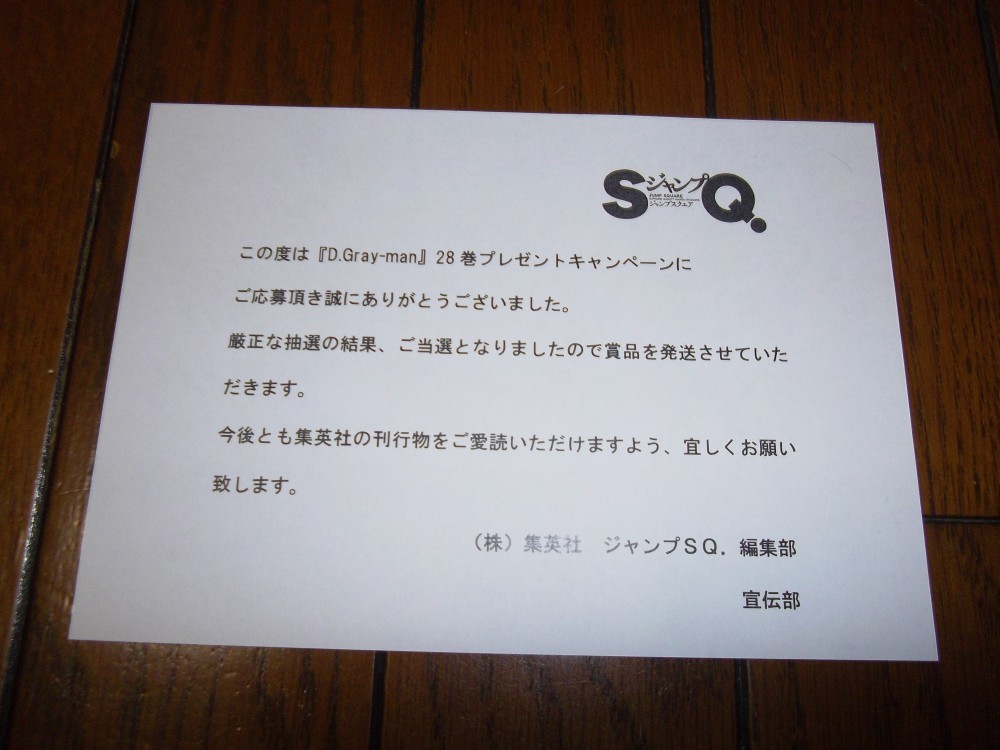 SジャンプQ.
JUMP SQUARE
ジャンプスクエア
この度は『D.Gray-man』28巻プレゼントキャンペーンに
ご応募頂き誠にありがとうございました。
厳正な抽選の結果、ご当選となりましたので賞品を発送させていた
だきます。
今後とも集英社の刊行物をご愛読いただけますよう、宜しくお願い
致します。
（株）集英社　ジャンプＳＱ．編集部
宣伝部